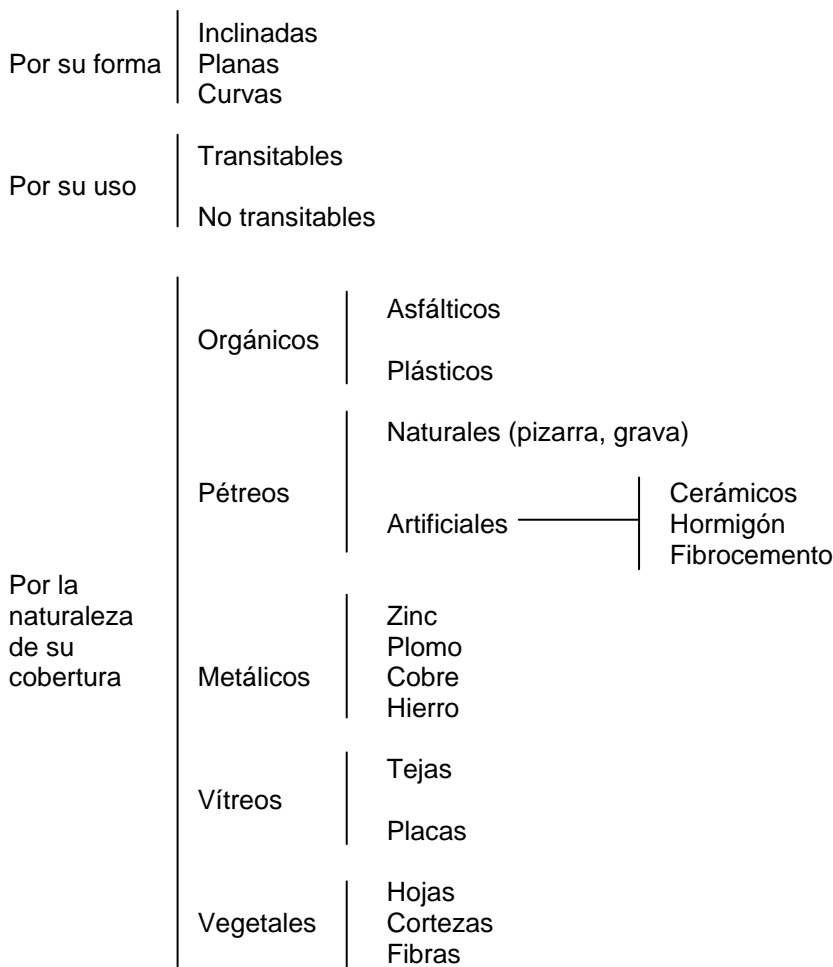 Por su forma
Inclinadas
Planas
Curvas
Por su uso
Transitables
No transitables
Por la
naturaleza
de su
cobertura
Orgánicos
Asfálticos
Plásticos
Pétreos
Naturales (pizarra, grava)
Artificiales
Cerámicos
Hormigón
Fibrocemento
Metálicos
Zinc
Plomo
Cobre
Hierro
Vítreos
Tejas
Placas
Vegetales
Hojas
Cortezas
Fibras